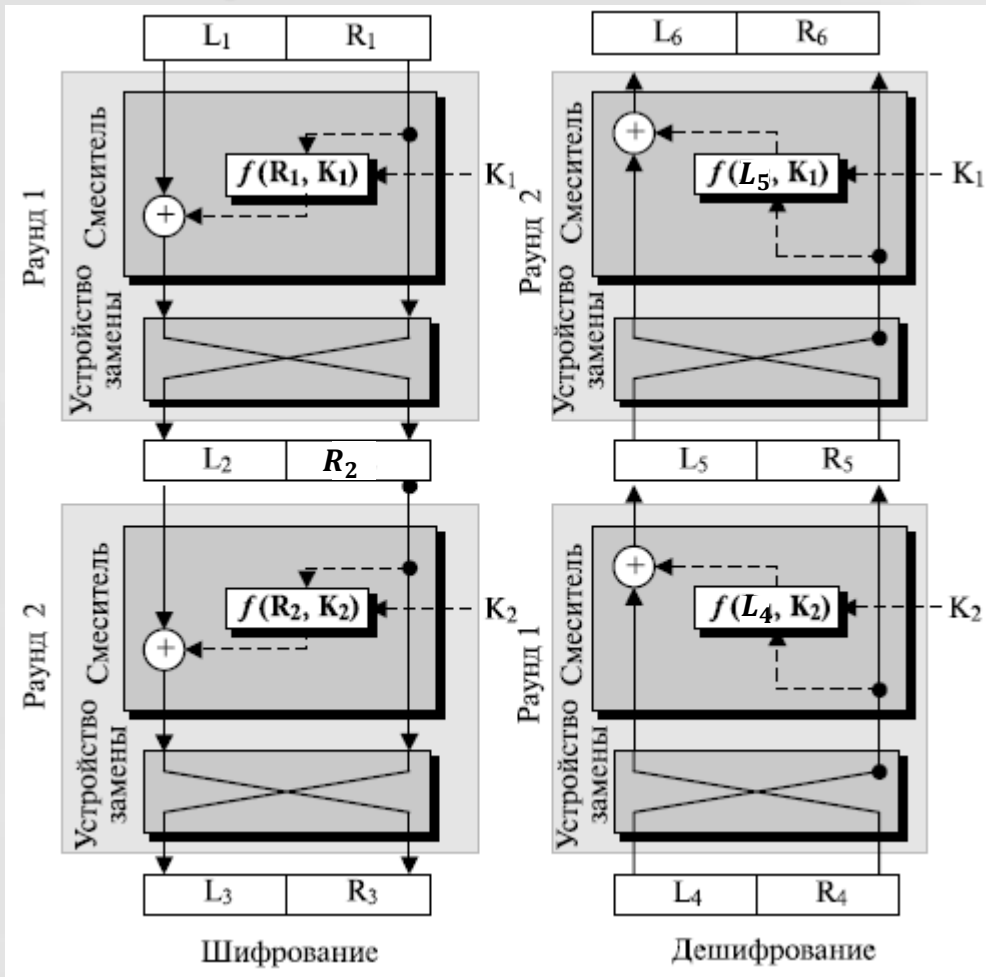 L₁ R₁
Раунд 1
Смеситель
f(R₁, K₁)
K₁
+
Устройство
замены
L₂ R₂
Раунд 2
Смеситель
f(R₂, K₂)
K₂
+
Устройство
замены
L₃ R₃
Шифрование
L₆ R₆
Раунд 2
Смеситель
+
f(L₅, K₁)
K₁
Устройство
замены
L₅ R₅
Раунд 1
Смеситель
+
f(L₄, K₂)
K₂
Устройство
замены
L₄ R₄
Дешифрование